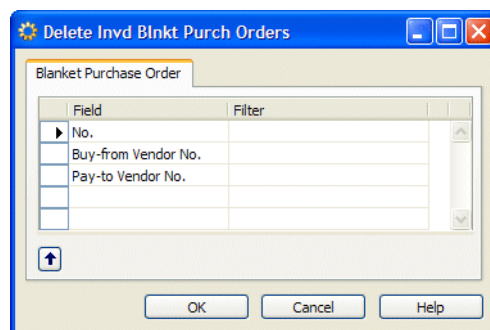 Delete Invd Blnkt Purch Orders
Blanket Purchase Order
Field Filter
No.
Buy-from Vendor No.
Pay-to Vendor No.
OK Cancel Help